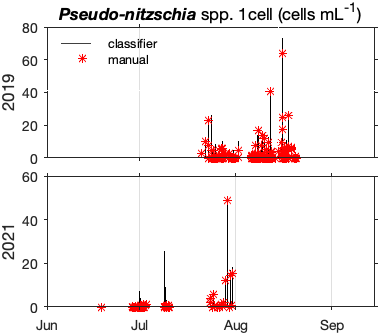 Pseudo-nitzschia spp. 1cell (cells mL-1)
80
60
40
20
0
2019
classifier
manual
60
40
20
0
2021
Jun Jul Aug Sep